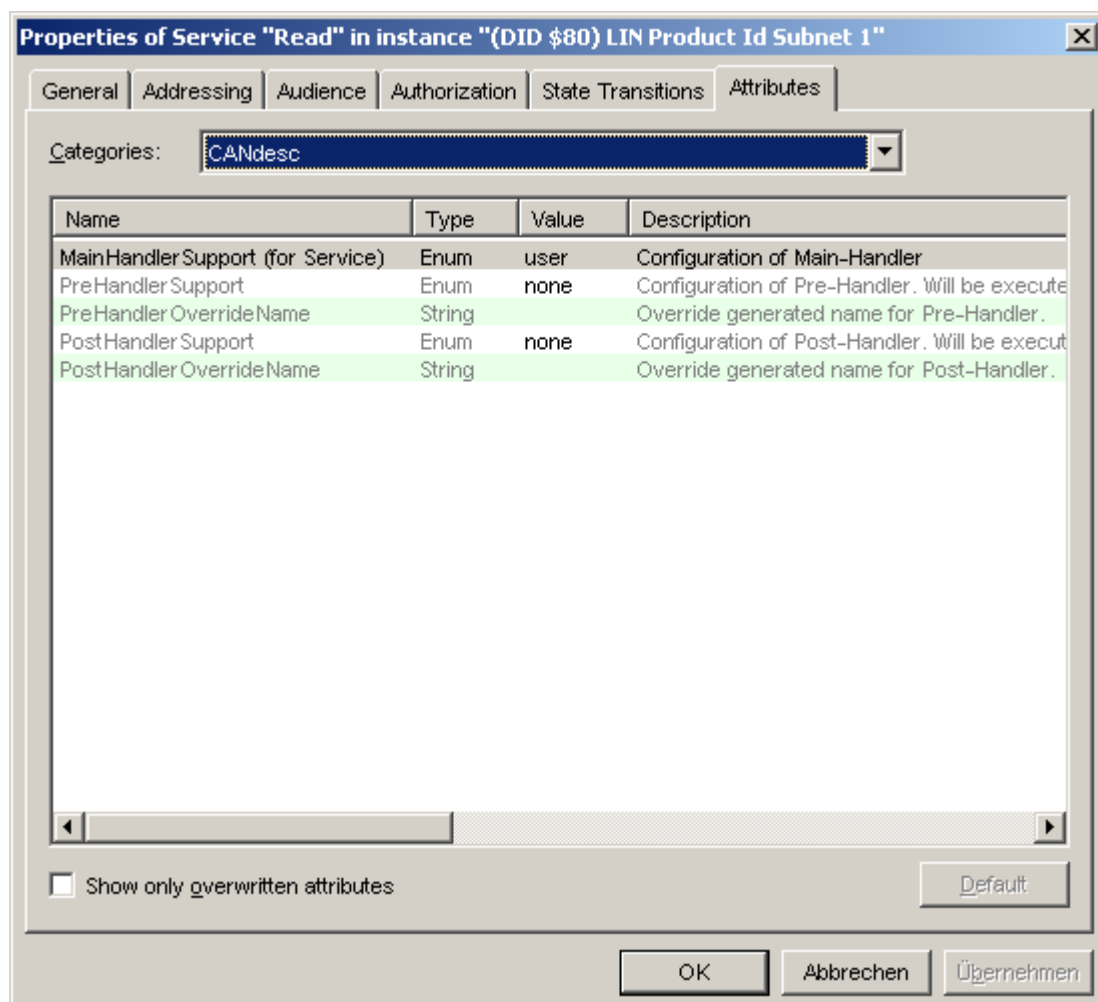 Properties of Service "Read" in instance "(DID $80) LIN Product Id Subnet 1"
General Addressing Audience Authorization State Transitions Attributes
Categories: CANdesc
Name Type Value Description
MainHandlerSupport (for Service) Enum user Configuration of Main-Handler
PreHandlerSupport Enum none Configuration of Pre-Handler. Will be execute
PreHandlerOverrideName String Override generated name for Pre-Handler.
PostHandlerSupport Enum none Configuration of Post-Handler. Will be execut
PostHandlerOverrideName String Override generated name for Post-Handler.
Show only overwritten attributes Default
OK Abbrechen Übernehmen